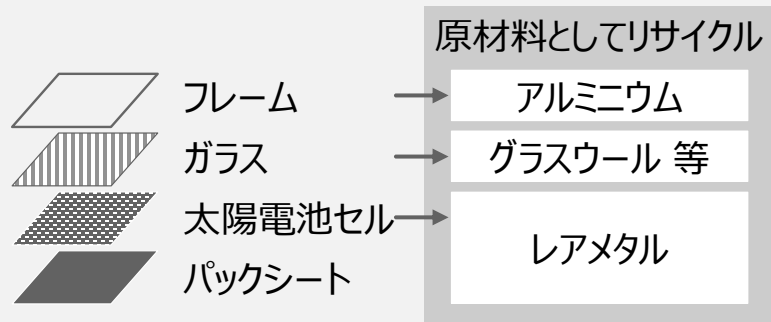 原材料としてリサイクル
フレーム
アルミニウム
ガラス
グラスウール 等
太陽電池セル
レアメタル
パックシート